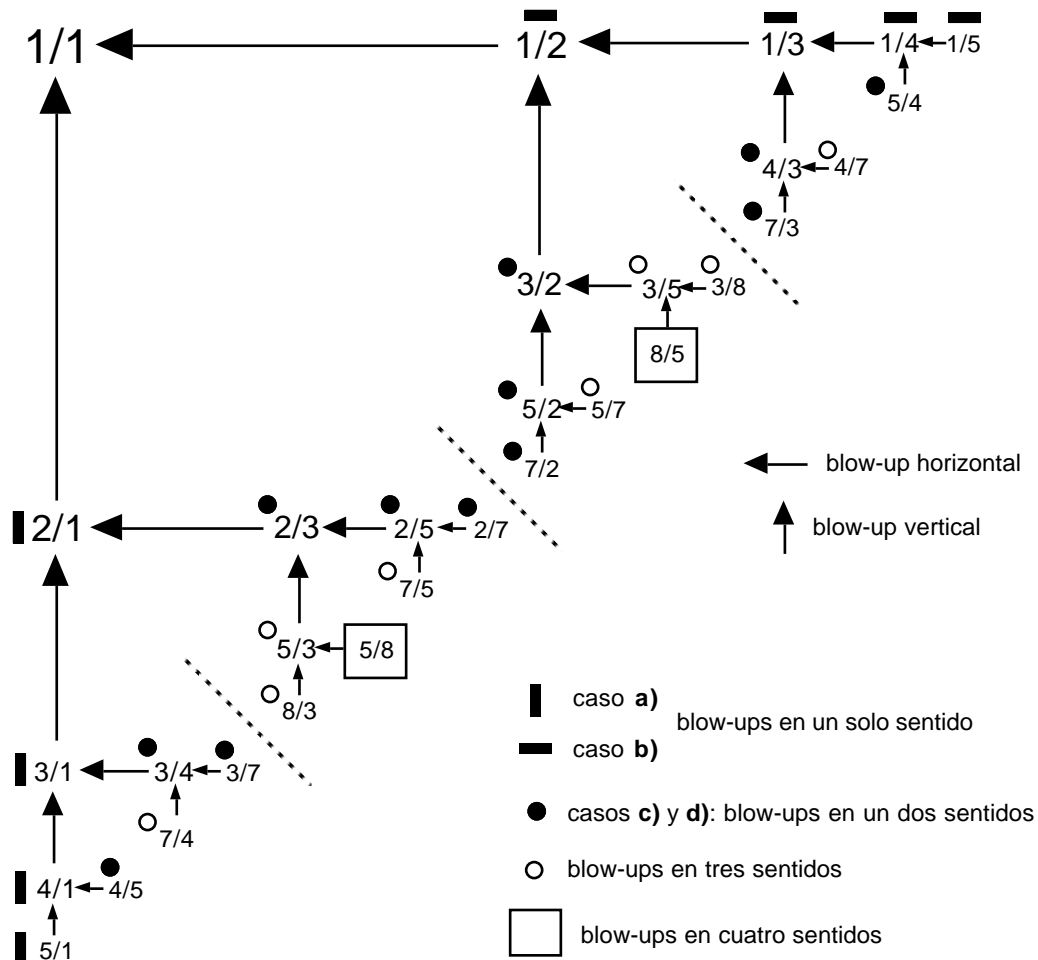 1/1 1/2 1/3 1/4 1/5
5/4
4/3 4/7
7/3
3/2 3/5 3/8
8/5
5/2 5/7
7/2
blow-up horizontal
2/1 2/3 2/5 2/7
blow-up vertical
7/5
5/3 5/8
8/3
caso a)
blow-ups en un solo sentido
caso b)
3/1 3/4 3/7
casos c) y d): blow-ups en un dos sentidos
7/4
blow-ups en tres sentidos
4/1 4/5
blow-ups en cuatro sentidos
5/1